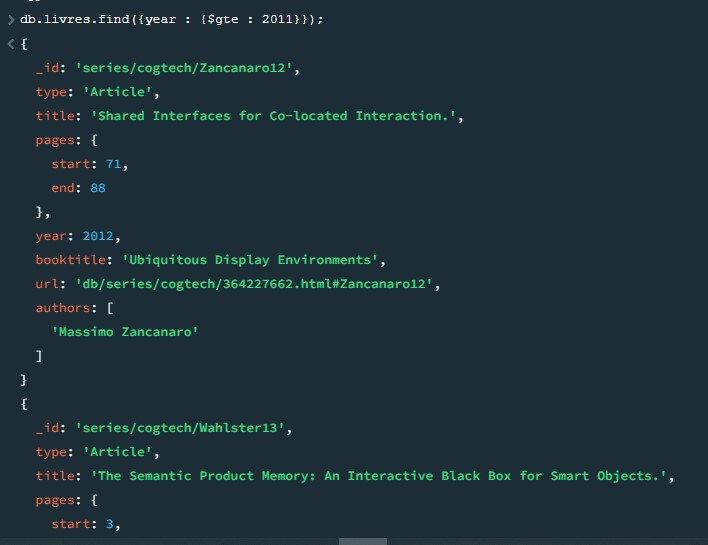 > db.livres.find({year : {$gte : 2011}});
< {
_id: 'series/cogtech/Zancanaro12',
type: 'Article',
title: 'Shared Interfaces for Co-located Interaction.',
pages: {
start: 71,
end: 88
},
year: 2012,
booktitle: 'Ubiquitous Display Environments',
url: 'db/series/cogtech/364227662.html#Zancanaro12',
authors: [
'Massimo Zancanaro'
]
}
{
_id: 'series/cogtech/Wahlster13',
type: 'Article',
title: 'The Semantic Product Memory: An Interactive Black Box for Smart Objects.',
pages: {
start: 3,